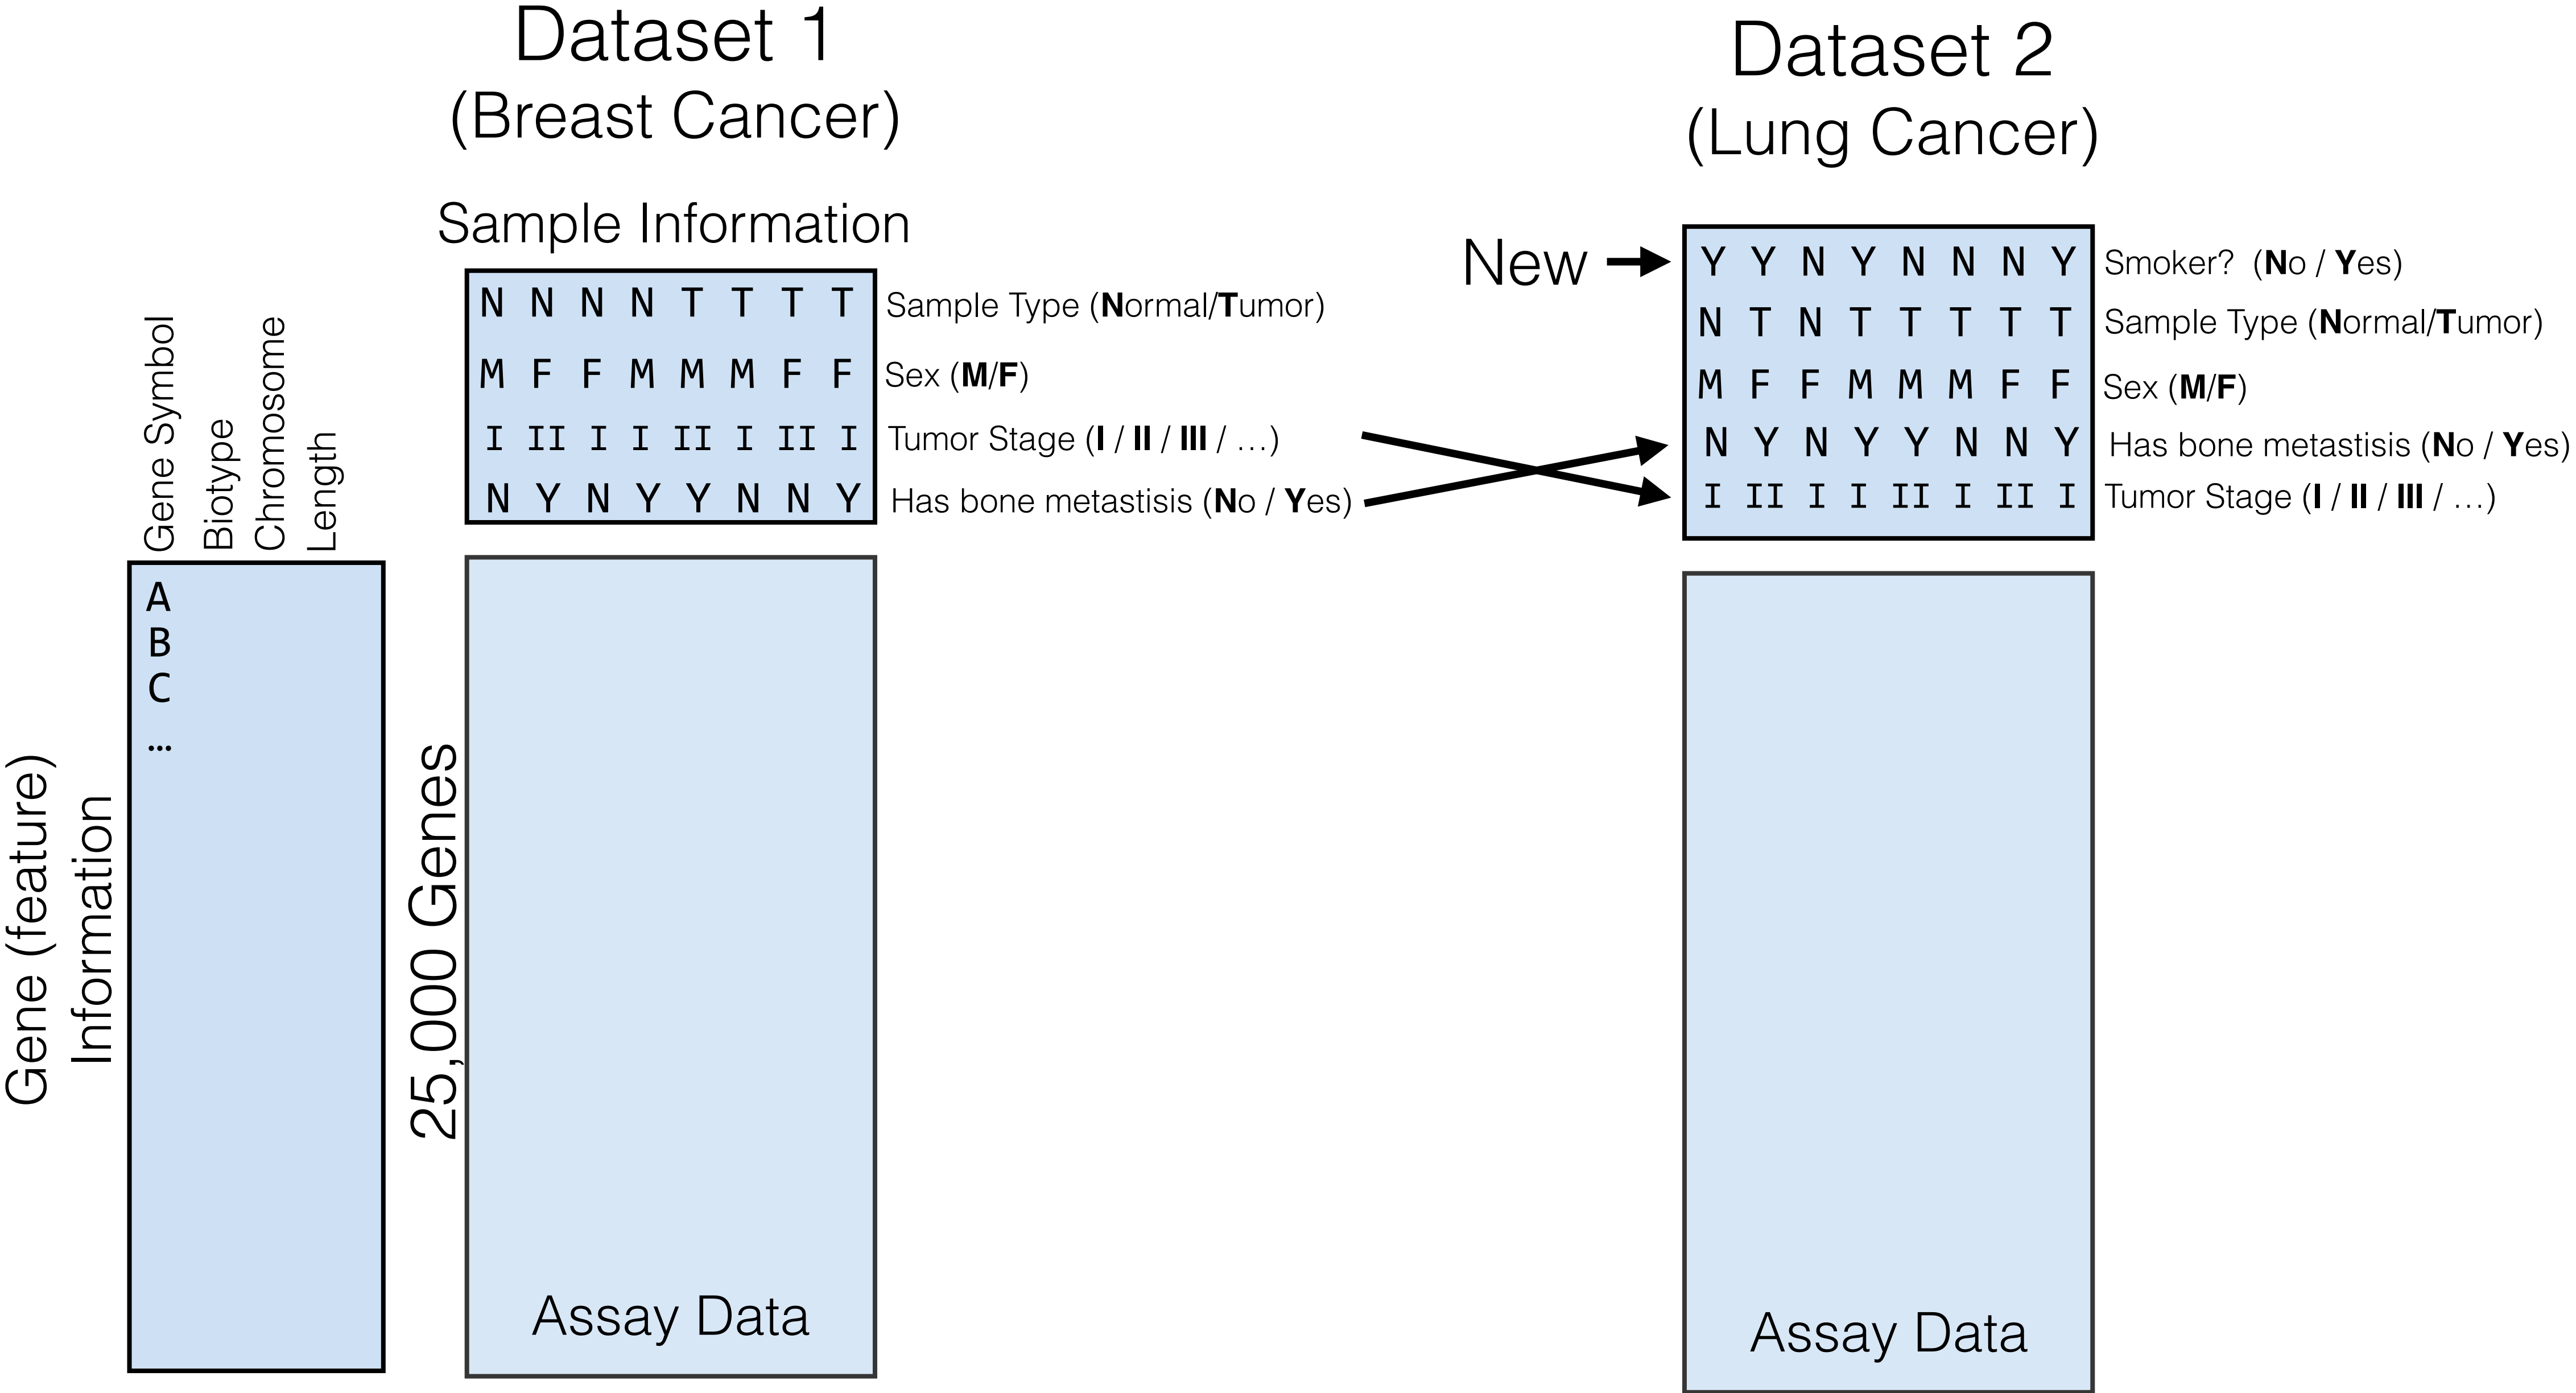 Dataset 1
(Breast Cancer)
Sample Information
N N N N T T T T Sample Type (Normal/Tumor)
M F F M M M F F Sex (M/F)
I II I I II I II I Tumor Stage (I / II / III / ...)
N Y N Y Y N N Y Has bone metastisis (No / Yes)
Gene Symbol
Biotype
Chromosome
Length
A
B
C
...
Gene (feature)
Information
25,000 Genes
Assay Data
Dataset 2
(Lung Cancer)
New
Y Y N Y N N N Y Smoker? (No / Yes)
N T N T T T T T Sample Type (Normal/Tumor)
M F F M M M F F Sex (M/F)
N Y N Y Y N N Y Has bone metastisis (No / Yes)
I II I I II I II I Tumor Stage (I / II / III / ...)
Assay Data